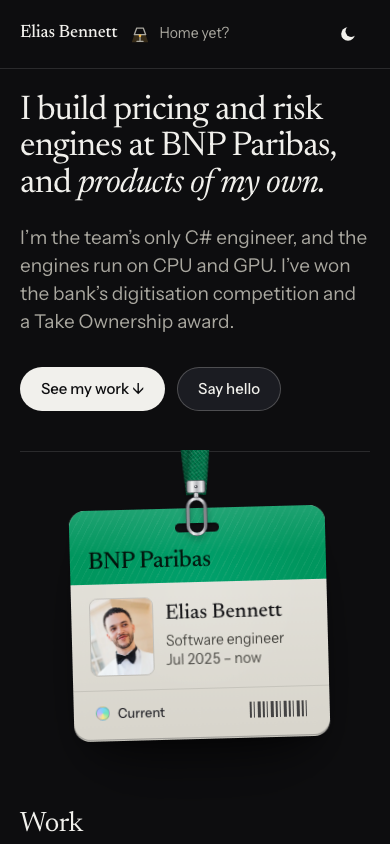 Elias Bennett
Home yet?
I build pricing and risk
engines at BNP Paribas,
and products of my own.
I’m the team’s only C# engineer, and the
engines run on CPU and GPU. I’ve won
the bank’s digitisation competition and
a Take Ownership award.
See my work ↓
Say hello
BNP Paribas
Elias Bennett
Software engineer
Jul 2025 – now
Current
Work